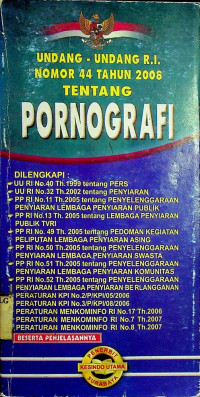 UNDANG - UNDANG R.I.
NOMOR 44 TAHUN 2008
TENTANG
PORNOGRAFI
DILENGKAPI :
UU RI No.40 Th.1999 tentang PERS
UU RI No.32 Th.2002 tentang PENYIARAN
PP RI No.11 Th.2005 tentang PENYELENGGARAAN
PENYIARAN LEMBAGA PENYIARAN PUBLIK
PP RI No.13 Th. 2005 tentang LEMBAGA PENYIARAN
PUBLIK TVRI
PP RI No. 49 Th. 2005 tentang PEDOMAN KEGIATAN
PELIPUTAN LEMBAGA PENYIARAN ASING
PP RI No.50 Th. 2005 tentang PENYELENGGARAAN
PENYIARAN LEMBAGA PENYIARAN SWASTA
PP RI No.51 Th. 2005 tentang PENYELENGGARAAN
PENYIARAN LEMBAGA PENYIARAN KOMUNITAS
PP RI No.52 Th. 2005 tentang PENYELENGGARAAN
PENYIARAN LEMBAGA PENYIARAN BERLANGGANAN
PERATURAN KPI No.2/P/KPI/05/2006
PERATURAN KPI No.3/P/KPI/08/2006
PERATURAN MENKOMINFO RI No.17 Th.2006
PERATURAN MENKOMINFO RI No.7 Th.2007
PERATURAN MENKOMINFO RI No.8 Th.2007
BESERTA PENJELASANNYA
PENERBIT
KESINDO UTAMA
SURABAYA